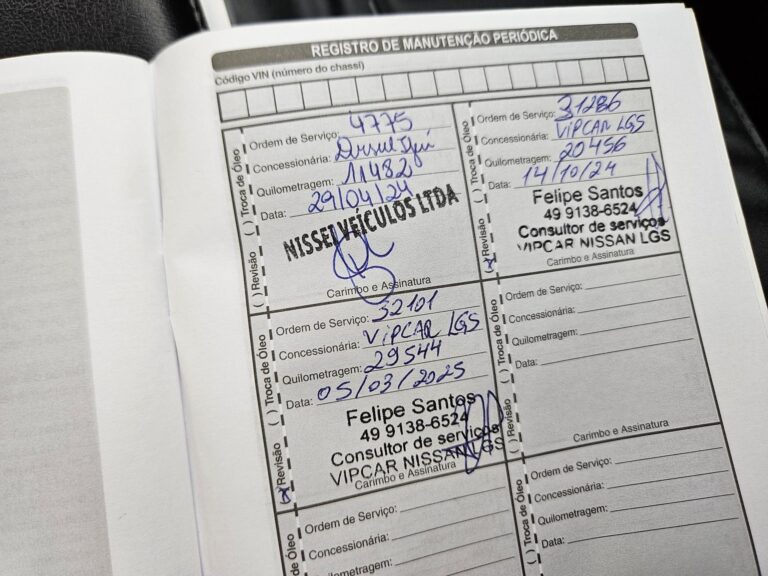 REGISTRO DE MANUTENÇÃO PERIÓDICA
Código VIN (número do chassi)
( ) Revisão ( ) Troca de Óleo
Ordem de Serviço: 4775
Concessionária:
Quilometragem: 11482
Data: 29/04/24
NISSEI VEÍCULOS LTDA
Carimbo e Assinatura
(X) Revisão ( ) Troca de Óleo
Ordem de Serviço: 31286
Concessionária: VIPCAR LGS
Quilometragem: 20456
Data: 14/10/24
Felipe Santos
49 9138-6524
Consultor de serviços
VIPCAR NISSAN LGS
Carimbo e Assinatura
(X) Revisão ( ) Troca de Óleo
Ordem de Serviço: 32101
Concessionária: VIPCAR LGS
Quilometragem: 29544
Data: 05/03/2025
Felipe Santos
49 9138-6524
Consultor de serviços
VIPCAR NISSAN LGS
Carimbo e Assinatura
( ) Revisão ( ) Troca de Óleo
Ordem de Serviço:
Concessionária:
Quilometragem:
Data:
Carimbo e Assinatura
de Óleo
Ordem de Serviço:
Concessionária:
( ) Troca de Óleo
Ordem de Serviço:
Concessionária:
Quilometragem:
Data: